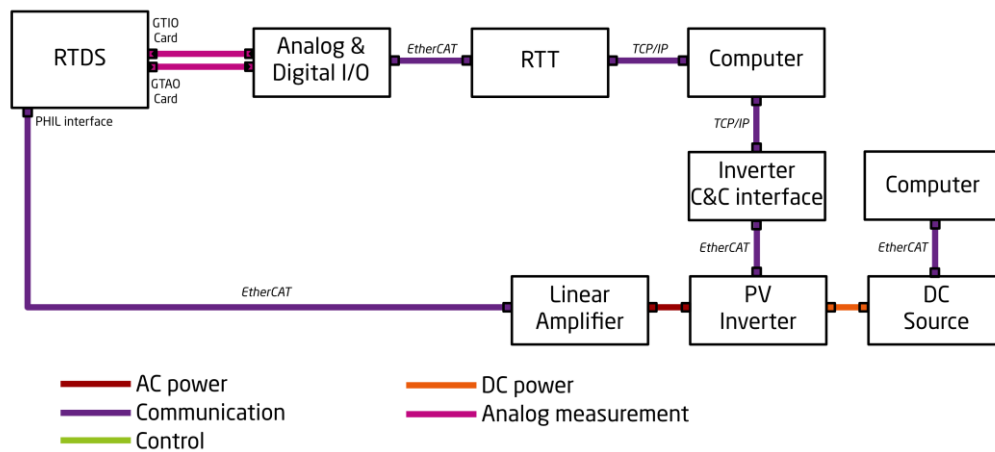 GTIO
Card
RTDS
GTAO
Card
PHIL interface
Analog &
Digital I/O
EtherCAT
RTT
TCP/IP
Computer
TCP/IP
Inverter
C&C interface
Computer
EtherCAT
EtherCAT
EtherCAT
Linear
Amplifier
PV
Inverter
DC
Source
AC power
DC power
Communication
Analog measurement
Control